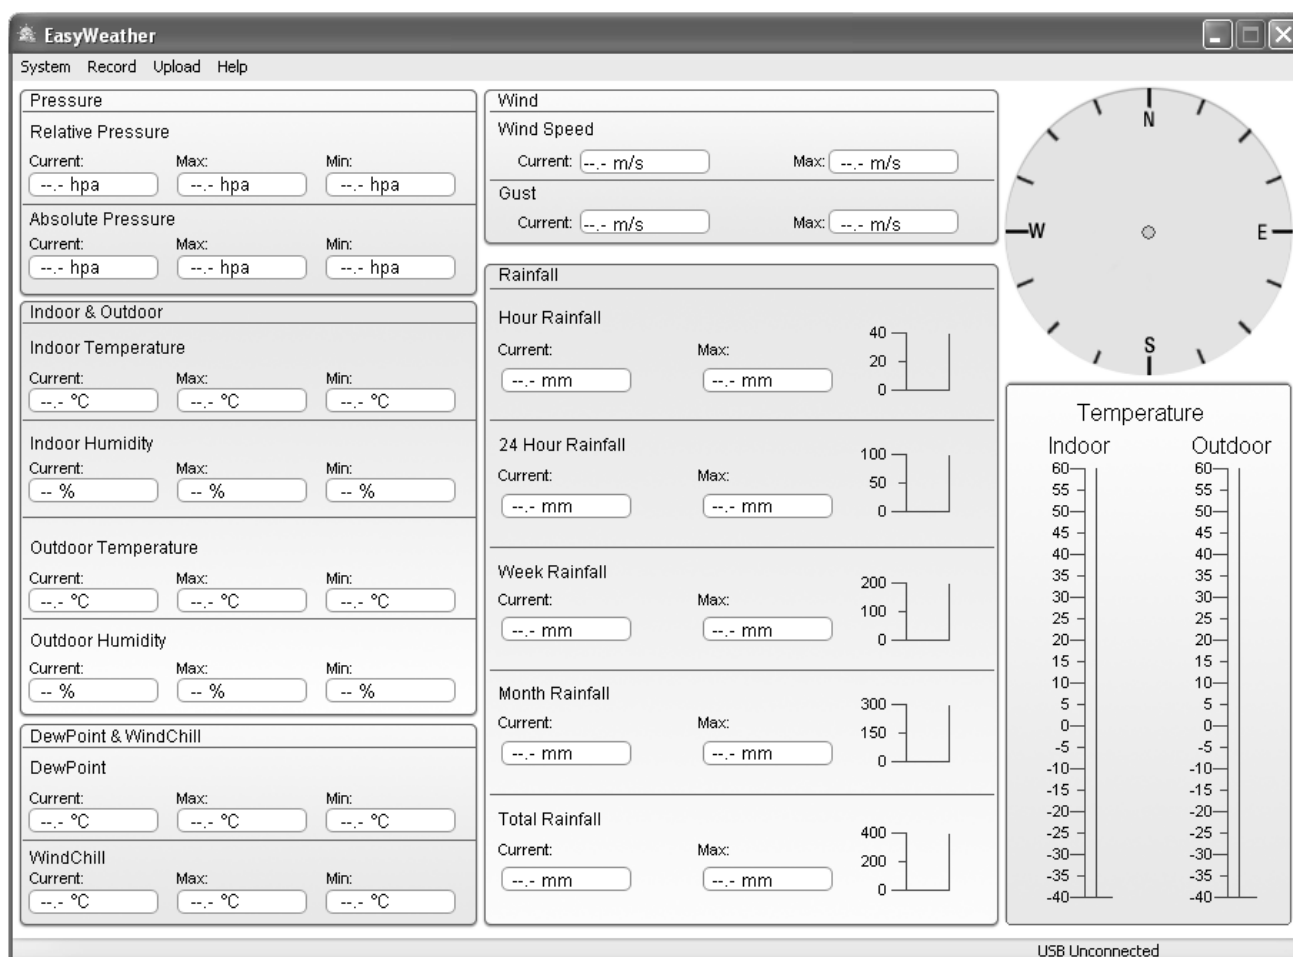 EasyWeather
System Record Upload Help
Pressure
Relative Pressure
Current: Max: Min:
--.- hpa --.- hpa --.- hpa
Absolute Pressure
Current: Max: Min:
--.- hpa --.- hpa --.- hpa
Indoor & Outdoor
Indoor Temperature
Current: Max: Min:
--.- °C --.- °C --.- °C
Indoor Humidity
Current: Max: Min:
-- % -- % -- %
Outdoor Temperature
Current: Max: Min:
--.- °C --.- °C --.- °C
Outdoor Humidity
Current: Max: Min:
-- % -- % -- %
DewPoint & WindChill
DewPoint
Current: Max: Min:
--.- °C --.- °C --.- °C
WindChill
Current: Max: Min:
--.- °C --.- °C --.- °C
Wind
Wind Speed
Current: --.- m/s Max: --.- m/s
Gust
Current: --.- m/s Max: --.- m/s
Rainfall
Hour Rainfall
Current: Max:
--.- mm --.- mm
40
20
0
24 Hour Rainfall
Current: Max:
--.- mm --.- mm
100
50
0
Week Rainfall
Current: Max:
--.- mm --.- mm
200
100
0
Month Rainfall
Current: Max:
--.- mm --.- mm
300
150
0
Total Rainfall
Current: Max:
--.- mm --.- mm
400
200
0
N
W E
S
Temperature
Indoor Outdoor
60 60
55 55
50 50
45 45
40 40
35 35
30 30
25 25
20 20
15 15
10 10
5 5
0 0
-5 -5
-10 -10
-15 -15
-20 -20
-25 -25
-30 -30
-35 -35
-40 -40
USB Unconnected